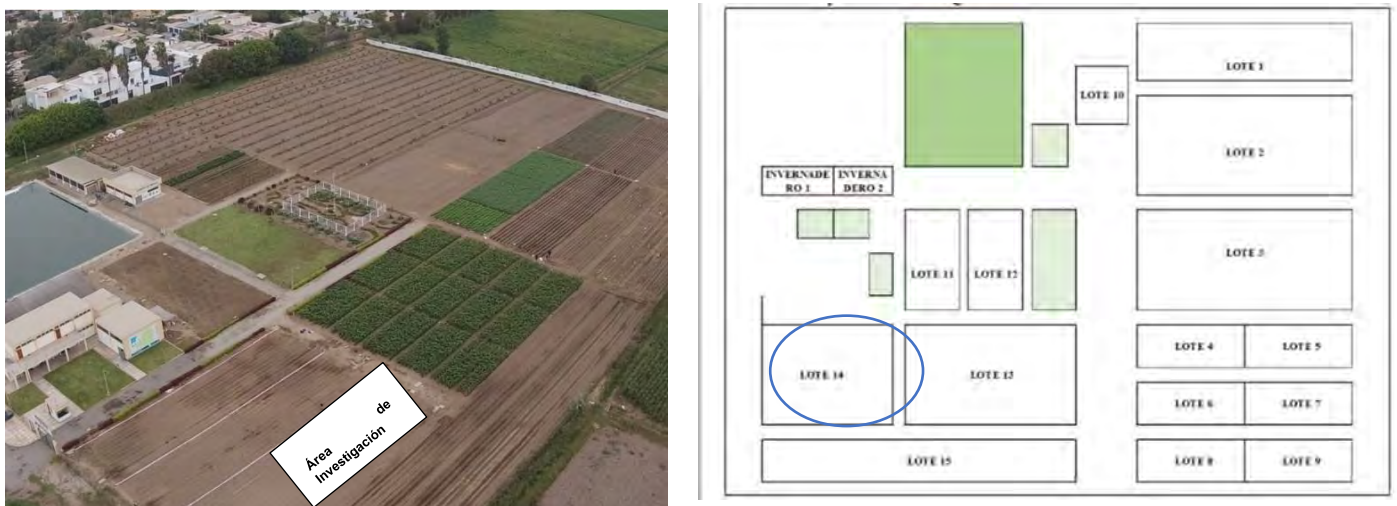 Área de
Investigación
LOTE 1
LOTE 10
LOTE 2
INVERNADE
RO 1
INVERNA
DERO 2
LOTE 3
LOTE 11
LOTE 12
LOTE 4
LOTE 5
LOTE 14
LOTE 13
LOTE 6
LOTE 7
LOTE 15
LOTE 8
LOTE 9